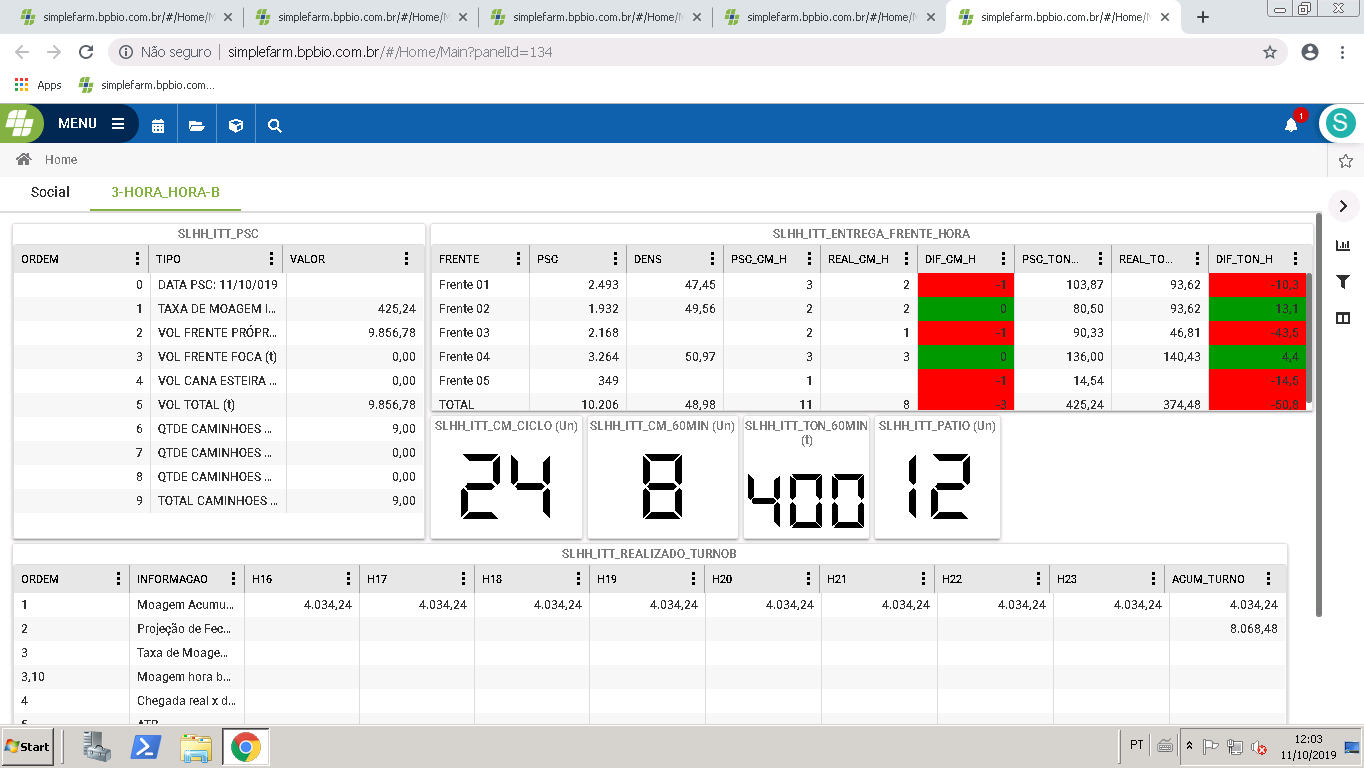 simplefarm.bpbio.com.br/#/Home/M simplefarm.bpbio.com.br/#/Home/M simplefarm.bpbio.com.br/#/Home/M simplefarm.bpbio.com.br/#/Home/M simplefarm.bpbio.com.br/#/Home/M
Não seguro simplefarm.bpbio.com.br/#/Home/Main?panelId=134
Apps simplefarm.bpbio.com....
MENU 1 S
Home
Social 3-HORA_HORA-B
SLHH_ITT_PSC
ORDEM TIPO VALOR
0 DATA PSC: 11/10/019
1 TAXA DE MOAGEM I... 425,24
2 VOL FRENTE PRÓPR... 9.856,78
3 VOL FRENTE TOCA (t) 0,00
4 VOL CANA ESTEIRA ... 0,00
5 VOL TOTAL (t) 9.856,78
6 QTDE CAMINHOES ... 9,00
7 QTDE CAMINHOES ... 0,00
8 QTDE CAMINHOES ... 0,00
9 TOTAL CAMINHOES ... 9,00
SLHH_ITT_ENTREGA_FRENTE_HORA
FRENTE PSC DENS PSC_CM_H REAL_CM_H DIF_CM_H PSC_TON... REAL_TO... DIF_TON_H
Frente 01 2.493 47,45 3 2 -1 103,87 93,62 -10,3
Frente 02 1.932 49,56 2 2 0 80,50 93,62 13,1
Frente 03 2.168 2 1 -1 90,33 46,81 -43,5
Frente 04 3.264 50,97 3 3 0 136,00 140,43 4,4
Frente 05 349 1 -1 14,54 -14,5
TOTAL 10.206 48,98 11 8 -3 425,24 374,48 -50,8
SLHH_ITT_CM_CICLO (Un) SLHH_ITT_CM_60MIN (Un) SLHH_ITT_TON_60MIN (t) SLHH_ITT_PATIO (Un)
24 8 400 12
SLHH_ITT_REALIZADO_TURNOB
ORDEM INFORMACAO H16 H17 H18 H19 H20 H21 H22 H23 ACUM_TURNO
1 Moagem Acumu... 4.034,24 4.034,24 4.034,24 4.034,24 4.034,24 4.034,24 4.034,24 4.034,24 4.034,24
2 Projeção de Fec... 8.068,48
3 Taxa de Moage...
3,10 Moagem hora b...
4 Chegada real x d...
5 ATR
Start PT 12:03
11/10/2019